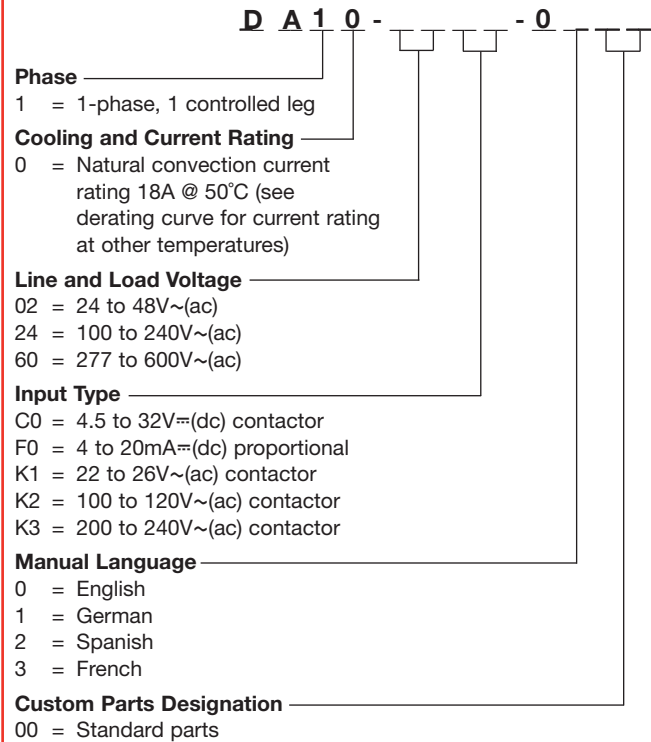 D A 1 0 - - 0
Phase
1 = 1-phase, 1 controlled leg
Cooling and Current Rating
0 = Natural convection current
rating 18A @ 50˚C (see
derating curve for current rating
at other temperatures)
Line and Load Voltage
02 = 24 to 48V~(ac)
24 = 100 to 240V~(ac)
60 = 277 to 600V~(ac)
Input Type
C0 = 4.5 to 32V⎓(dc) contactor
F0 = 4 to 20mA⎓(dc) proportional
K1 = 22 to 26V~(ac) contactor
K2 = 100 to 120V~(ac) contactor
K3 = 200 to 240V~(ac) contactor
Manual Language
0 = English
1 = German
2 = Spanish
3 = French
Custom Parts Designation
00 = Standard parts